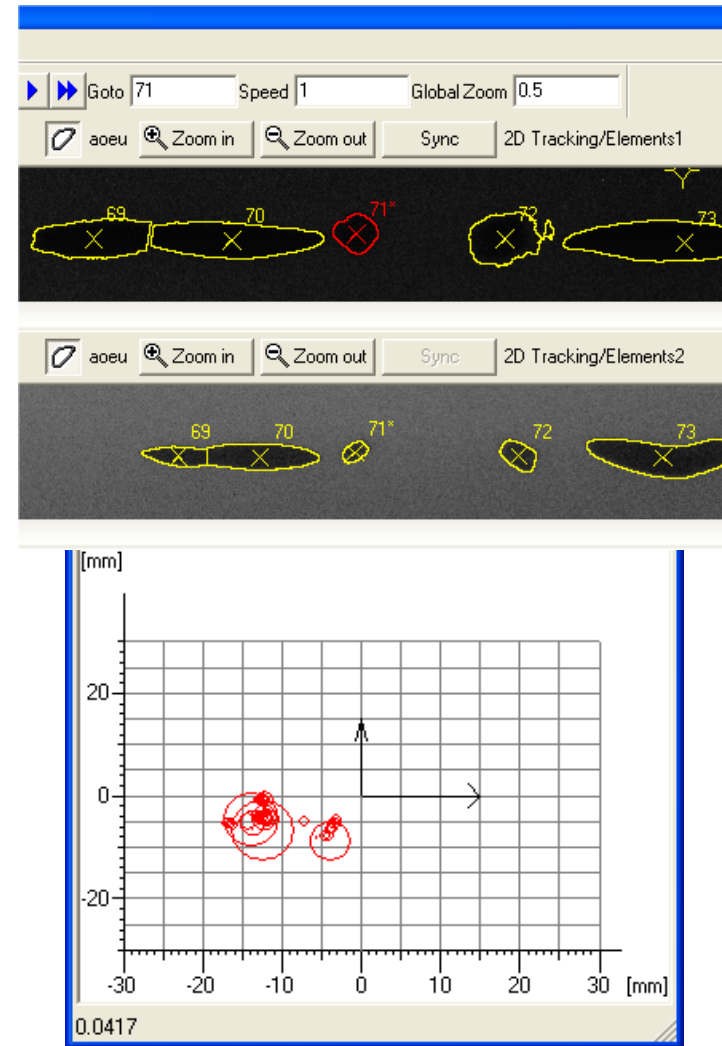 Goto 71 Speed 1 Global Zoom 0.5
aoeu Zoom in Zoom out Sync 2D Tracking/Elements1
69 70 71* 72 73
aoeu Zoom in Zoom out Sync 2D Tracking/Elements2
69 70 71* 72 73
[mm]
20
0
-20
-30 -20 -10 0 10 20 30 [mm]
0.0417